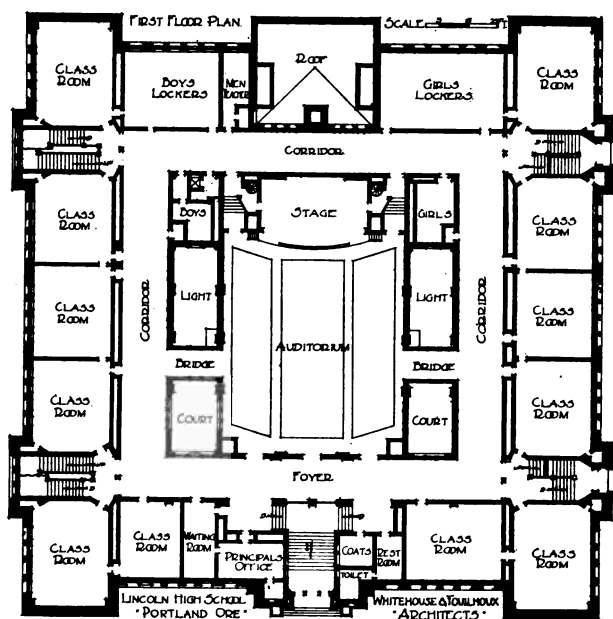 FIRST FLOOR PLAN.
SCALE
FT
CLASS
ROOM
BOYS
LOCKERS
MEN
ROOF
GIRLS
LOCKERS
CLASS
ROOM
CORRIDOR
CLASS
ROOM
BOYS
STAGE
GIRLS
CLASS
ROOM
CLASS
ROOM
CORRIDOR
LIGHT
AUDITORIUM
LIGHT
CORRIDOR
CLASS
ROOM
BRIDGE
BRIDGE
CLASS
ROOM
COURT
COURT
CLASS
ROOM
FOYER
CLASS
ROOM
CLASS
ROOM
WAITING
ROOM
PRINCIPALS
OFFICE
COATS
TOILET
REST
ROOM
CLASS
ROOM
CLASS
ROOM
LINCOLN HIGH SCHOOL
"PORTLAND ORE"
WHITEHOUSE & FOUILHOUX
"ARCHITECTS"